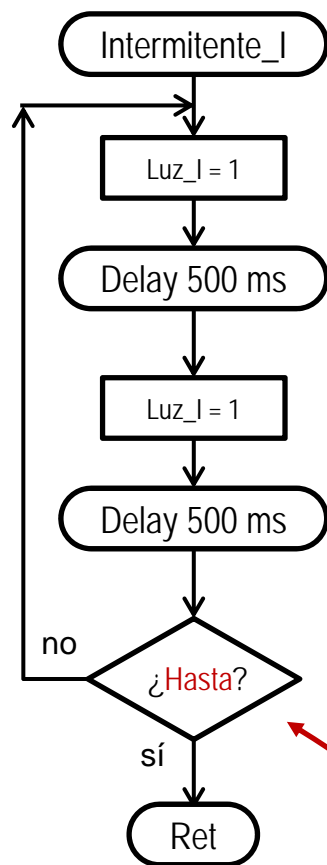 Intermitente_I
Luz_I = 1
Delay 500 ms
Luz_I = 1
Delay 500 ms
no
¿Hasta?
sí
Ret